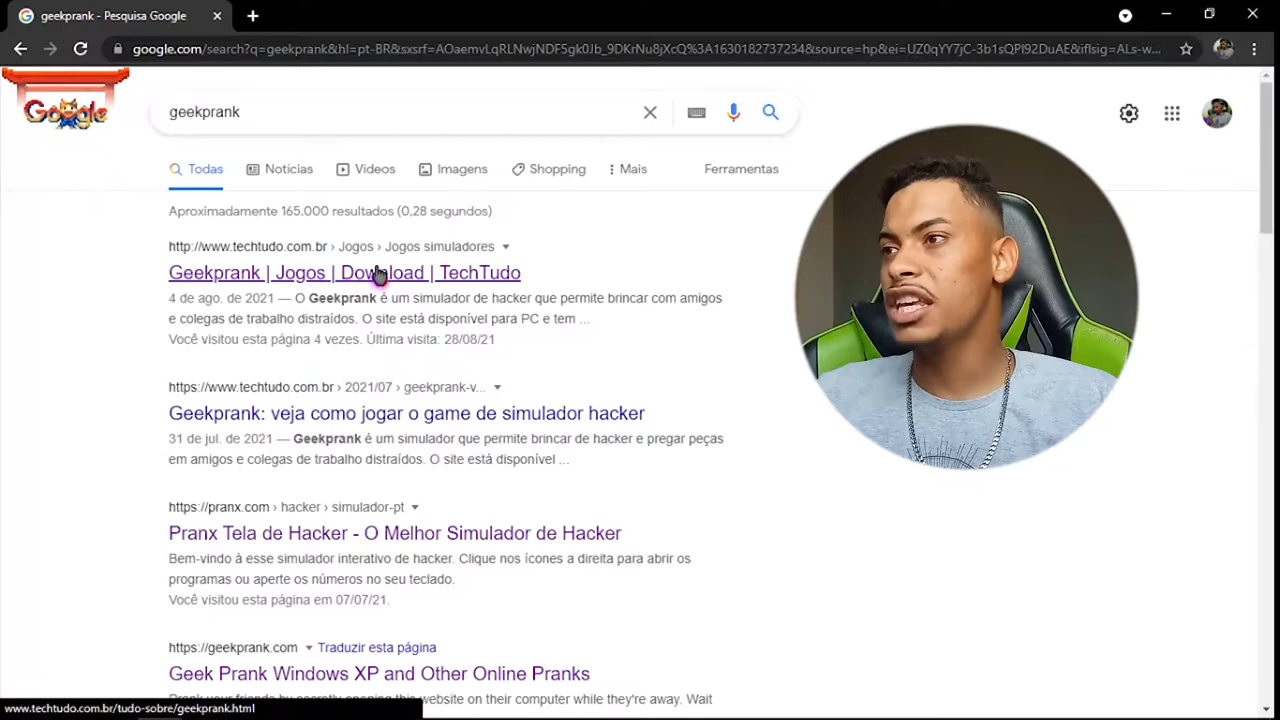 geekprank - Pesquisa Google
google.com/search?q=geekprank&hl=pt-BR&sxsrf=AOaemvLqRLNwjNDF5gk0Jb_9DKrNu8jXcQ%3A1630182737234&source=hp&ei=UZ0qYY7jC-3b1sQPl92DuAE&iflsig=ALs-w...
Google
geekprank
Todas
Notícias
Vídeos
Imagens
Shopping
Mais
Ferramentas
Aproximadamente 165.000 resultados (0,28 segundos)
http://www.techtudo.com.br › Jogos › Jogos simuladores
Geekprank | Jogos | Download | TechTudo
4 de ago. de 2021 — O Geekprank é um simulador de hacker que permite brincar com amigos
e colegas de trabalho distraídos. O site está disponível para PC e tem ...
Você visitou esta página 4 vezes. Última visita: 28/08/21
https://www.techtudo.com.br › 2021/07 › geekprank-v...
Geekprank: veja como jogar o game de simulador hacker
31 de jul. de 2021 — Geekprank é um simulador que permite brincar de hacker e pregar peças
em amigos e colegas de trabalho distraídos. O site está disponível ...
https://pranx.com › hacker › simulador-pt
Pranx Tela de Hacker - O Melhor Simulador de Hacker
Bem-vindo à esse simulador interativo de hacker. Clique nos ícones a direita para abrir os
programas ou aperte os números no seu teclado.
Você visitou esta página em 07/07/21.
https://geekprank.com
Traduzir esta página
Geek Prank Windows XP and Other Online Pranks
Prank your friends by secretly opening this website on their computer while they're away. Wait
www.techtudo.com.br/tudo-sobre/geekprank.html